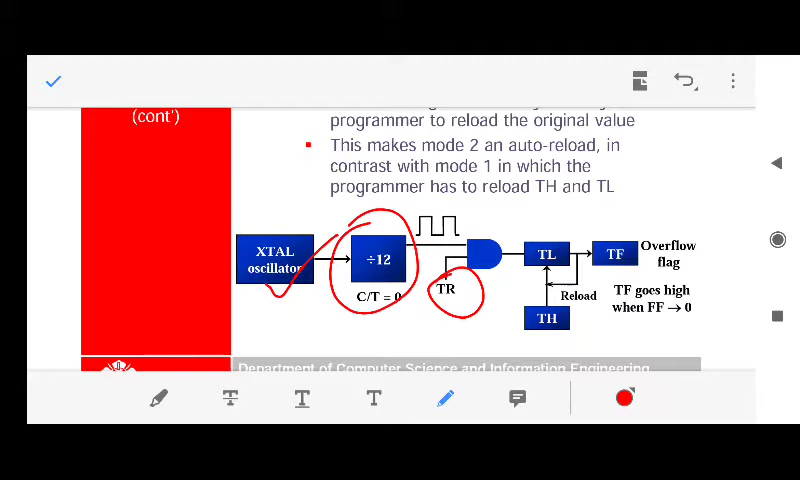 (cont')
programmer to reload the original value
This makes mode 2 an auto-reload, in
contrast with mode 1 in which the
programmer has to reload TH and TL
XTAL
oscillator
÷12
C/T = 0
TR
TL
TF
Overflow
flag
Reload
TH
TF goes high
when FF → 0
Department of Computer Science and Information Engineering
T
T
T